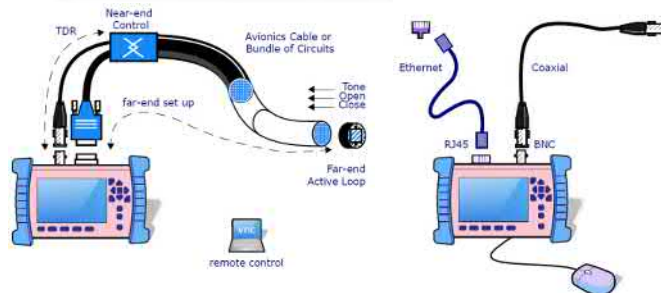 Near-end
Control
TDR
Avionics Cable or
Bundle of Circuits
Tone
Open
Close
far-end set up
Far-end
Active Loop
vnc
remote control
Ethernet
Coaxial
RJ45
BNC